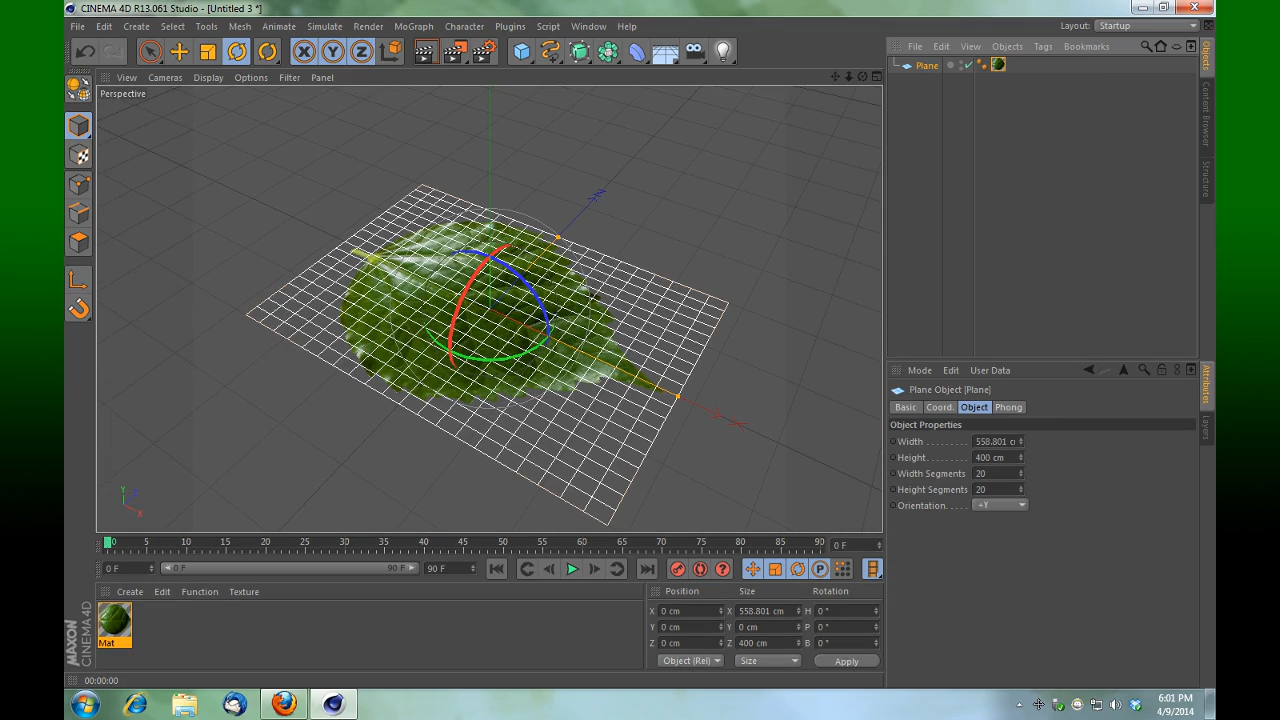 CINEMA 4D R13.061 Studio - [Untitled 3 *]
File Edit Create Select Tools Mesh Animate Simulate Render MoGraph Character Plugins Script Window Help
Layout: Startup
X Y Z
File Edit View Objects Tags Bookmarks
View Cameras Display Options Filter Panel
Plane
Perspective
Objects
Content Browser
Structure
Mode Edit User Data
Plane Object [Plane]
Basic Coord. Object Phong
Object Properties
Width 558.801 c
Height 400 cm
Width Segments 20
Height Segments 20
Orientation +Y
Attributes
Layers
Y
Z
X
0 5 10 15 20 25 30 35 40 45 50 55 60 65 70 75 80 85 90 0 F
0 F 0 F 90 F 90 F
Create Edit Function Texture
Position Size Rotation
X 0 cm X 558.801 cm H 0 °
Y 0 cm Y 0 cm P 0 °
Z 0 cm Z 400 cm B 0 °
Object (Rel) Size Apply
Mat
MAXON
CINEMA 4D
00:00:00
6:01 PM
4/9/2014